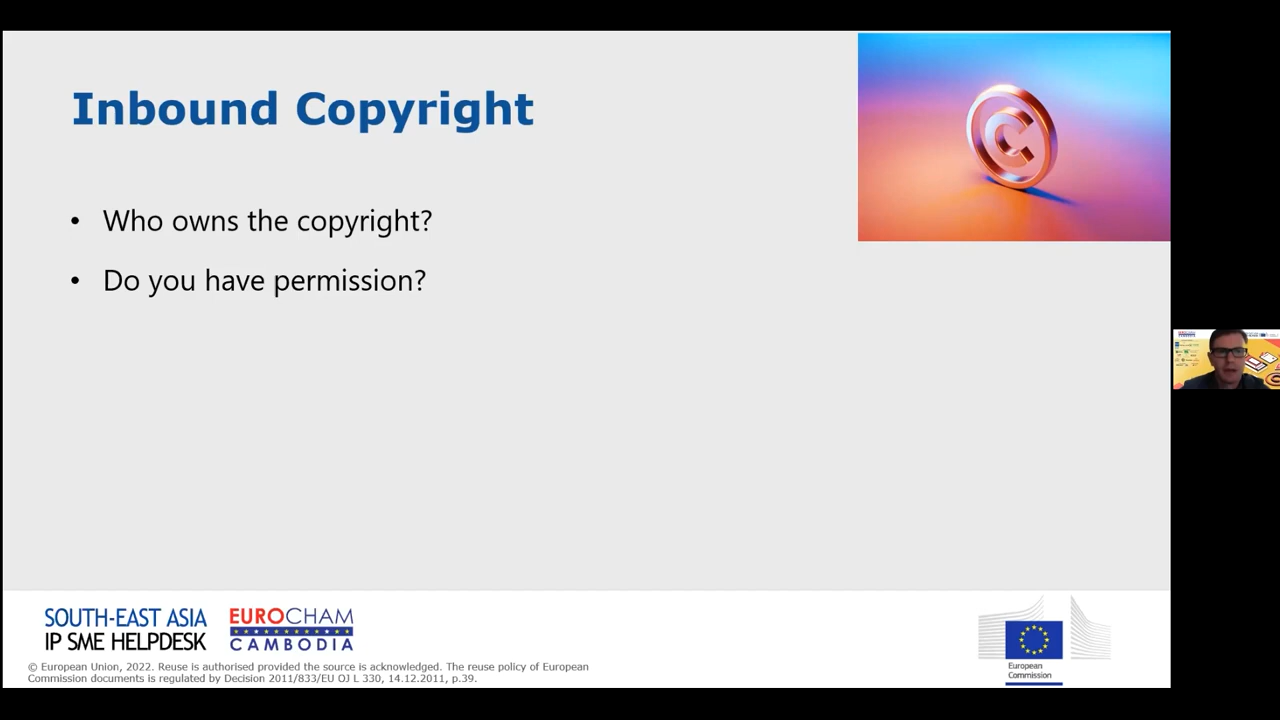 Inbound Copyright
• Who owns the copyright?
• Do you have permission?
SOUTH-EAST ASIA
IP SME HELPDESK
EUROCHAM
CAMBODIA
© European Union, 2022. Reuse is authorised provided the source is acknowledged. The reuse policy of European
Commission documents is regulated by Decision 2011/833/EU OJ L 330, 14.12.2011, p.39.
European
Commission